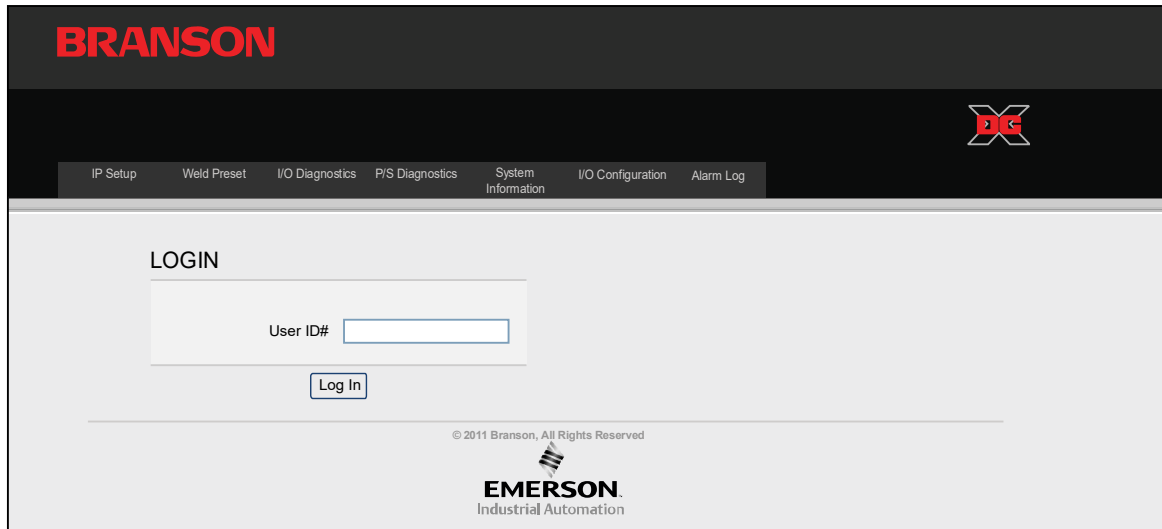 BRANSON
DCX
IP Setup Weld Preset I/O Diagnostics P/S Diagnostics System Information I/O Configuration Alarm Log
LOGIN
User ID#
Log In
© 2011 Branson, All Rights Reserved
EMERSON.
Industrial Automation